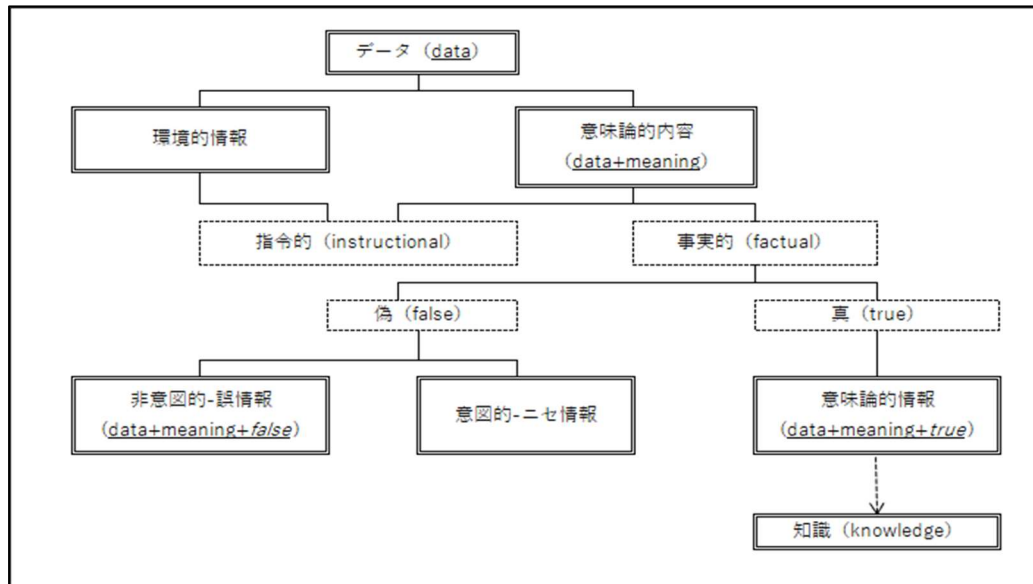 データ（data）
環境的情報
意味論的内容
（data+meaning）
指令的（instructional）
事実的（factual）
偽（false）
真（true）
非意図的-誤情報
（data+meaning+false）
意図的-ニセ情報
意味論的情報
（data+meaning+true）
知識（knowledge）